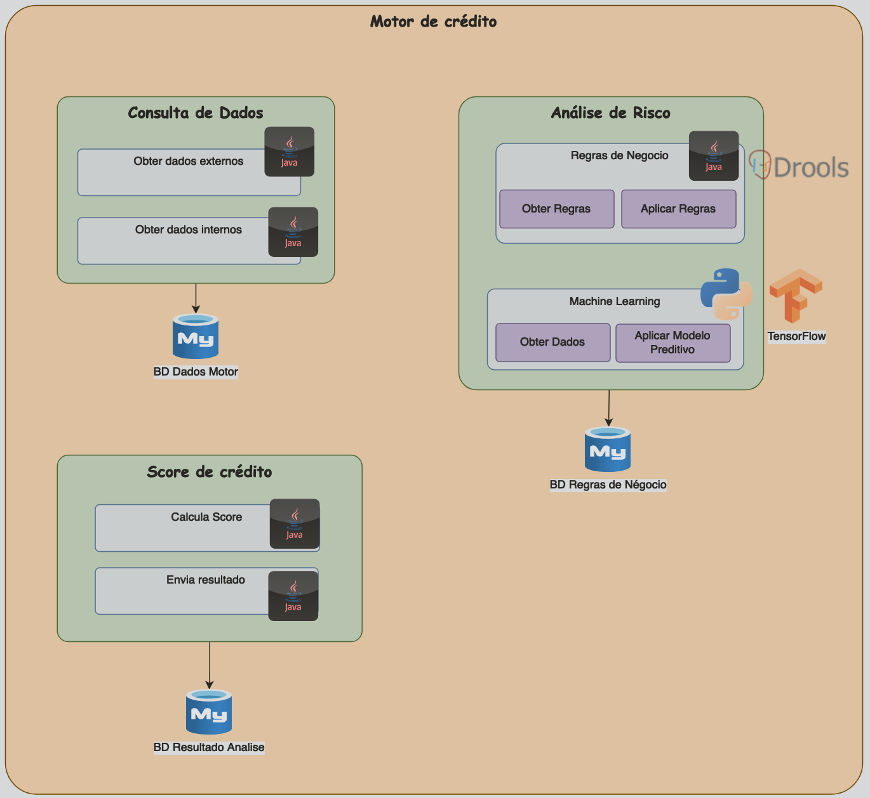 Motor de crédito
Consulta de Dados
Obter dados externos
Java
Obter dados internos
Java
My
BD Dados Motor
Análise de Risco
Regras de Negocio
Java
Drools
Obter Regras
Aplicar Regras
Machine Learning
TensorFlow
Obter Dados
Aplicar Modelo
Preditivo
My
BD Regras de Négocio
Score de crédito
Calcula Score
Java
Envia resultado
Java
My
BD Resultado Analise